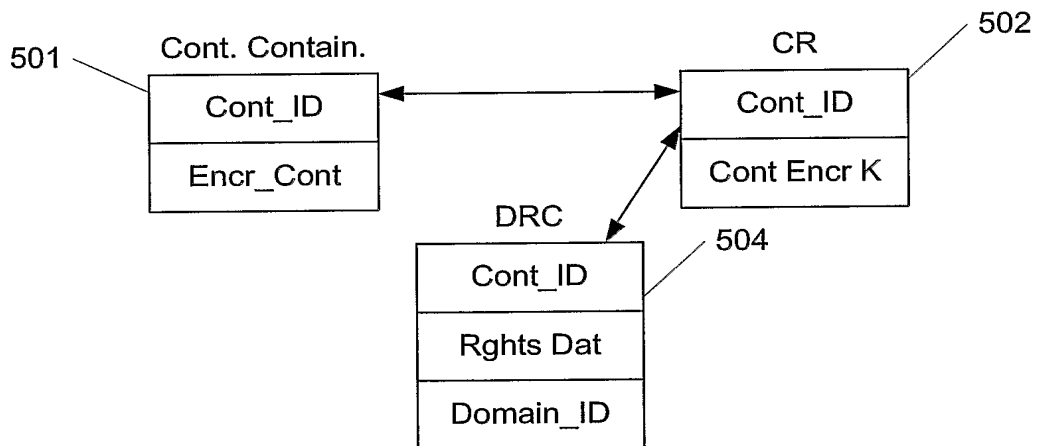 501
Cont. Contain.
Cont_ID
Encr_Cont
CR
502
Cont_ID
Cont Encr K
DRC
504
Cont_ID
Rghts Dat
Domain_ID